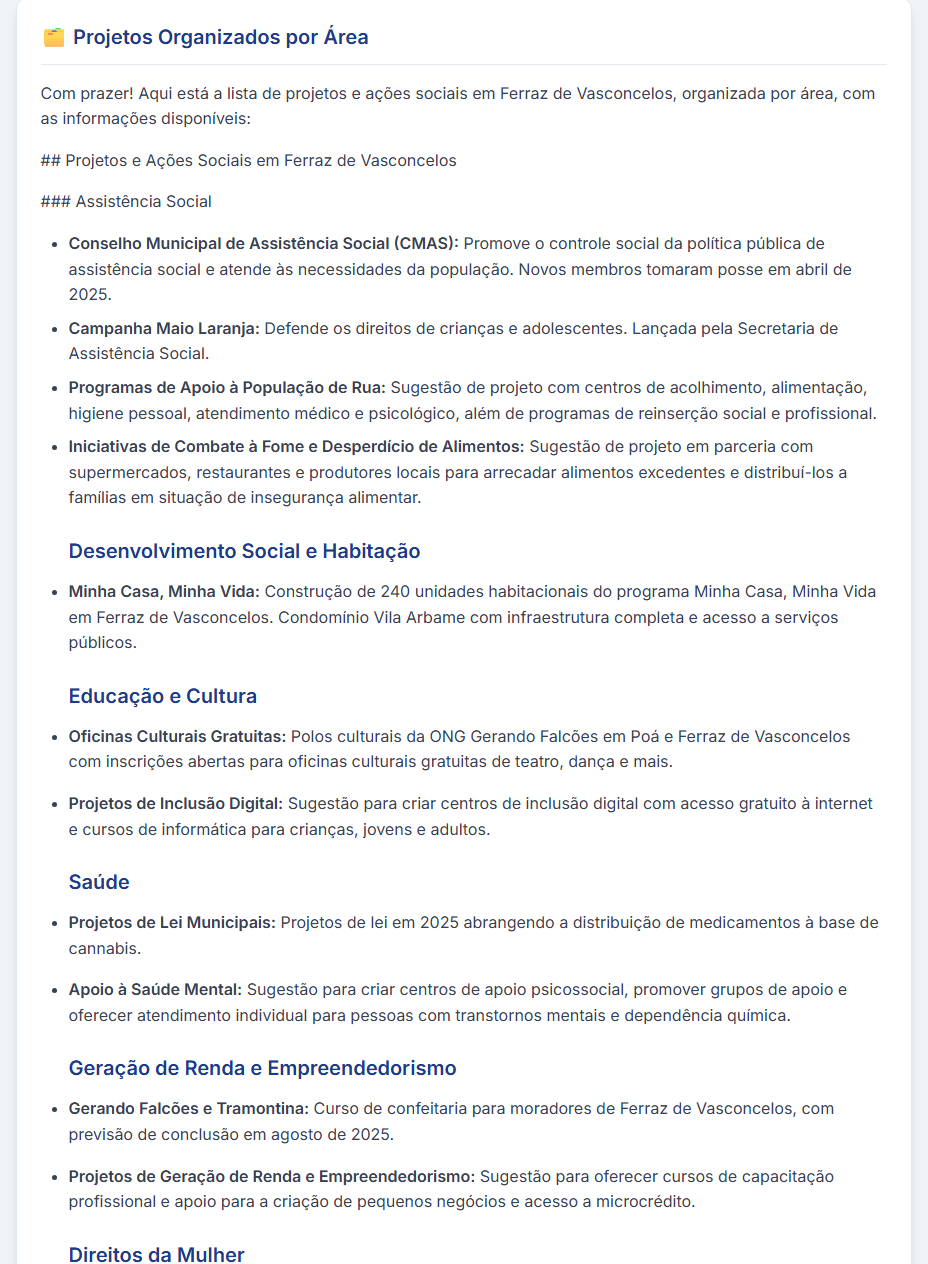 Projetos Organizados por Área
Com prazer! Aqui está a lista de projetos e ações sociais em Ferraz de Vasconcelos, organizada por área, com
as informações disponíveis:
## Projetos e Ações Sociais em Ferraz de Vasconcelos
### Assistência Social
• Conselho Municipal de Assistência Social (CMAS): Promove o controle social da política pública de
assistência social e atende às necessidades da população. Novos membros tomaram posse em abril de
2025.
• Campanha Maio Laranja: Defende os direitos de crianças e adolescentes. Lançada pela Secretaria de
Assistência Social.
• Programas de Apoio à População de Rua: Sugestão de projeto com centros de acolhimento, alimentação,
higiene pessoal, atendimento médico e psicológico, além de programas de reinserção social e profissional.
• Iniciativas de Combate à Fome e Desperdício de Alimentos: Sugestão de projeto em parceria com
supermercados, restaurantes e produtores locais para arrecadar alimentos excedentes e distribuí-los a
famílias em situação de insegurança alimentar.
Desenvolvimento Social e Habitação
• Minha Casa, Minha Vida: Construção de 240 unidades habitacionais do programa Minha Casa, Minha Vida
em Ferraz de Vasconcelos. Condomínio Vila Arbame com infraestrutura completa e acesso a serviços
públicos.
Educação e Cultura
• Oficinas Culturais Gratuitas: Polos culturais da ONG Gerando Falcões em Poá e Ferraz de Vasconcelos
com inscrições abertas para oficinas culturais gratuitas de teatro, dança e mais.
• Projetos de Inclusão Digital: Sugestão para criar centros de inclusão digital com acesso gratuito à internet
e cursos de informática para crianças, jovens e adultos.
Saúde
• Projetos de Lei Municipais: Projetos de lei em 2025 abrangendo a distribuição de medicamentos à base de
cannabis.
• Apoio à Saúde Mental: Sugestão para criar centros de apoio psicossocial, promover grupos de apoio e
oferecer atendimento individual para pessoas com transtornos mentais e dependência química.
Geração de Renda e Empreendedorismo
• Gerando Falcões e Tramontina: Curso de confeitaria para moradores de Ferraz de Vasconcelos, com
previsão de conclusão em agosto de 2025.
• Projetos de Geração de Renda e Empreendedorismo: Sugestão para oferecer cursos de capacitação
profissional e apoio para a criação de pequenos negócios e acesso a microcrédito.
Direitos da Mulher